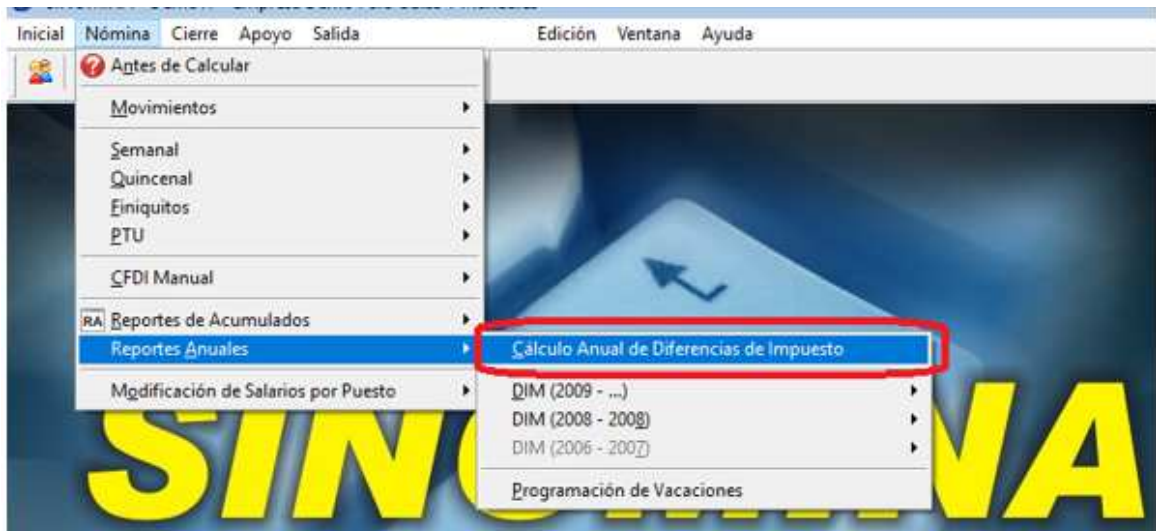 Inicial Nómina Cierre Apoyo Salida Edición Ventana Ayuda
Antes de Calcular
Movimientos
Semanal
Quincenal
Finiquitos
PTU
CFDI Manual
RA Reportes de Acumulados
Reportes Anuales
Modificación de Salarios por Puesto
Cálculo Anual de Diferencias de Impuesto
DIM (2009 - ...)
DIM (2008 - 2008)
DIM (2006 - 2007)
Programación de Vacaciones